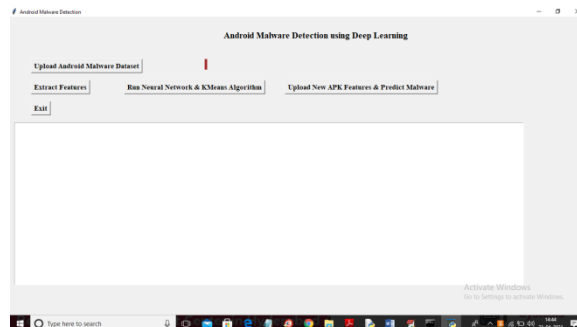 Android Malware Detection
Android Malware Detection using Deep Learning
Upload Android Malware Dataset
Extract Features
Run Neural Network & KMeans Algorithm
Upload New APK Features & Predict Malware
Exit
Activate Windows
Go to Settings to activate Windows.
Type here to search